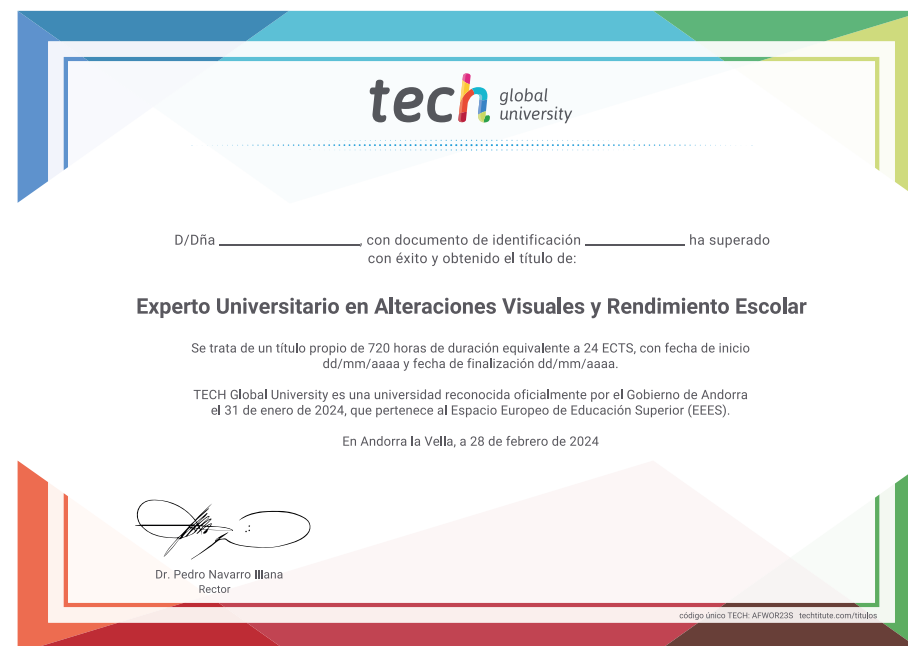 tech global university
D/Dña ____________________, con documento de identificación ______________ ha superado
con éxito y obtenido el título de:
Experto Universitario en Alteraciones Visuales y Rendimiento Escolar
Se trata de un título propio de 720 horas de duración equivalente a 24 ECTS, con fecha de inicio
dd/mm/aaaa y fecha de finalización dd/mm/aaaa.
TECH Global University es una universidad reconocida oficialmente por el Gobierno de Andorra
el 31 de enero de 2024, que pertenece al Espacio Europeo de Educación Superior (EEES).
En Andorra la Vella, a 28 de febrero de 2024
Dr. Pedro Navarro Illana
Rector
código único TECH: AFWOR23S techtitute.com/titulos